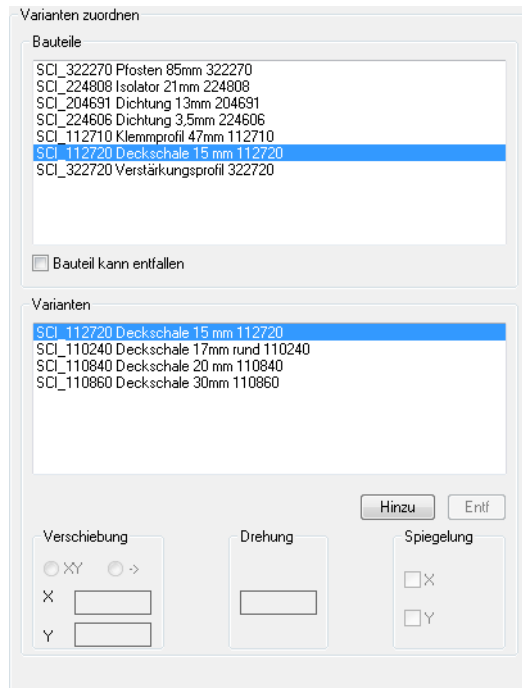 Varianten zuordnen
Bauteile
SCI_322270 Pfosten 85mm 322270
SCI_224808 Isolator 21mm 224808
SCI_204691 Dichtung 13mm 204691
SCI_224606 Dichtung 3,5mm 224606
SCI_112710 Klemmprofil 47mm 112710
SCI_112720 Deckschale 15 mm 112720
SCI_322720 Verstärkungsprofil 322720
Bauteil kann entfallen
Varianten
SCI_112720 Deckschale 15 mm 112720
SCI_110240 Deckschale 17mm rund 110240
SCI_110840 Deckschale 20 mm 110840
SCI_110860 Deckschale 30mm 110860
Hinzu Entf
Verschiebung Drehung Spiegelung
XY -> X
X
Y Y